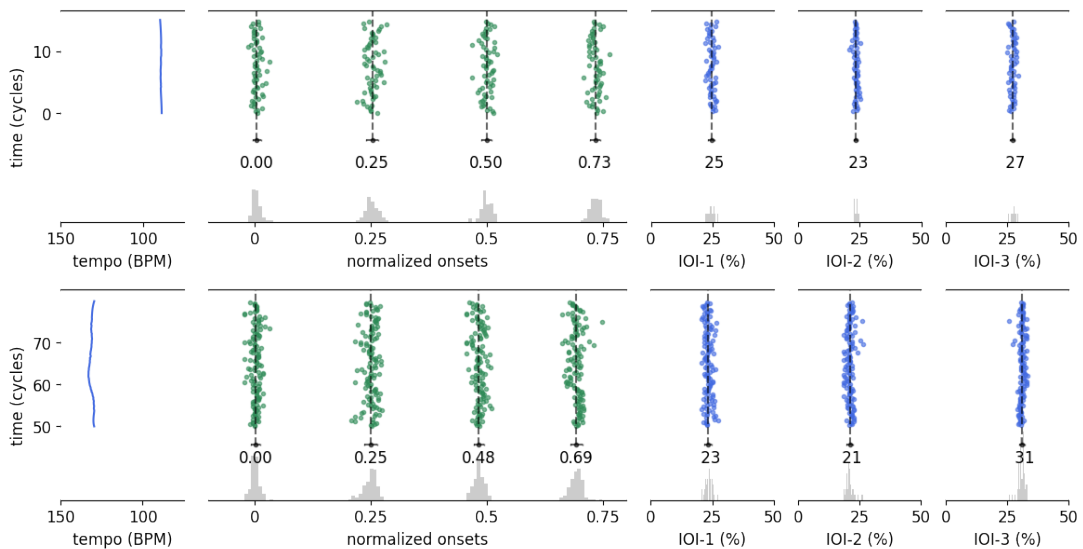 time (cycles)
10
0
0.00 0.25 0.50 0.73 25 23 27
150 100 0 0.25 0.5 0.75 0 25 50 0 25 50 0 25 50
tempo (BPM) normalized onsets IOI-1 (%) IOI-2 (%) IOI-3 (%)
time (cycles)
70
60
50
0.00 0.25 0.48 0.69 23 21 31
150 100 0 0.25 0.5 0.75 0 25 50 0 25 50 0 25 50
tempo (BPM) normalized onsets IOI-1 (%) IOI-2 (%) IOI-3 (%)